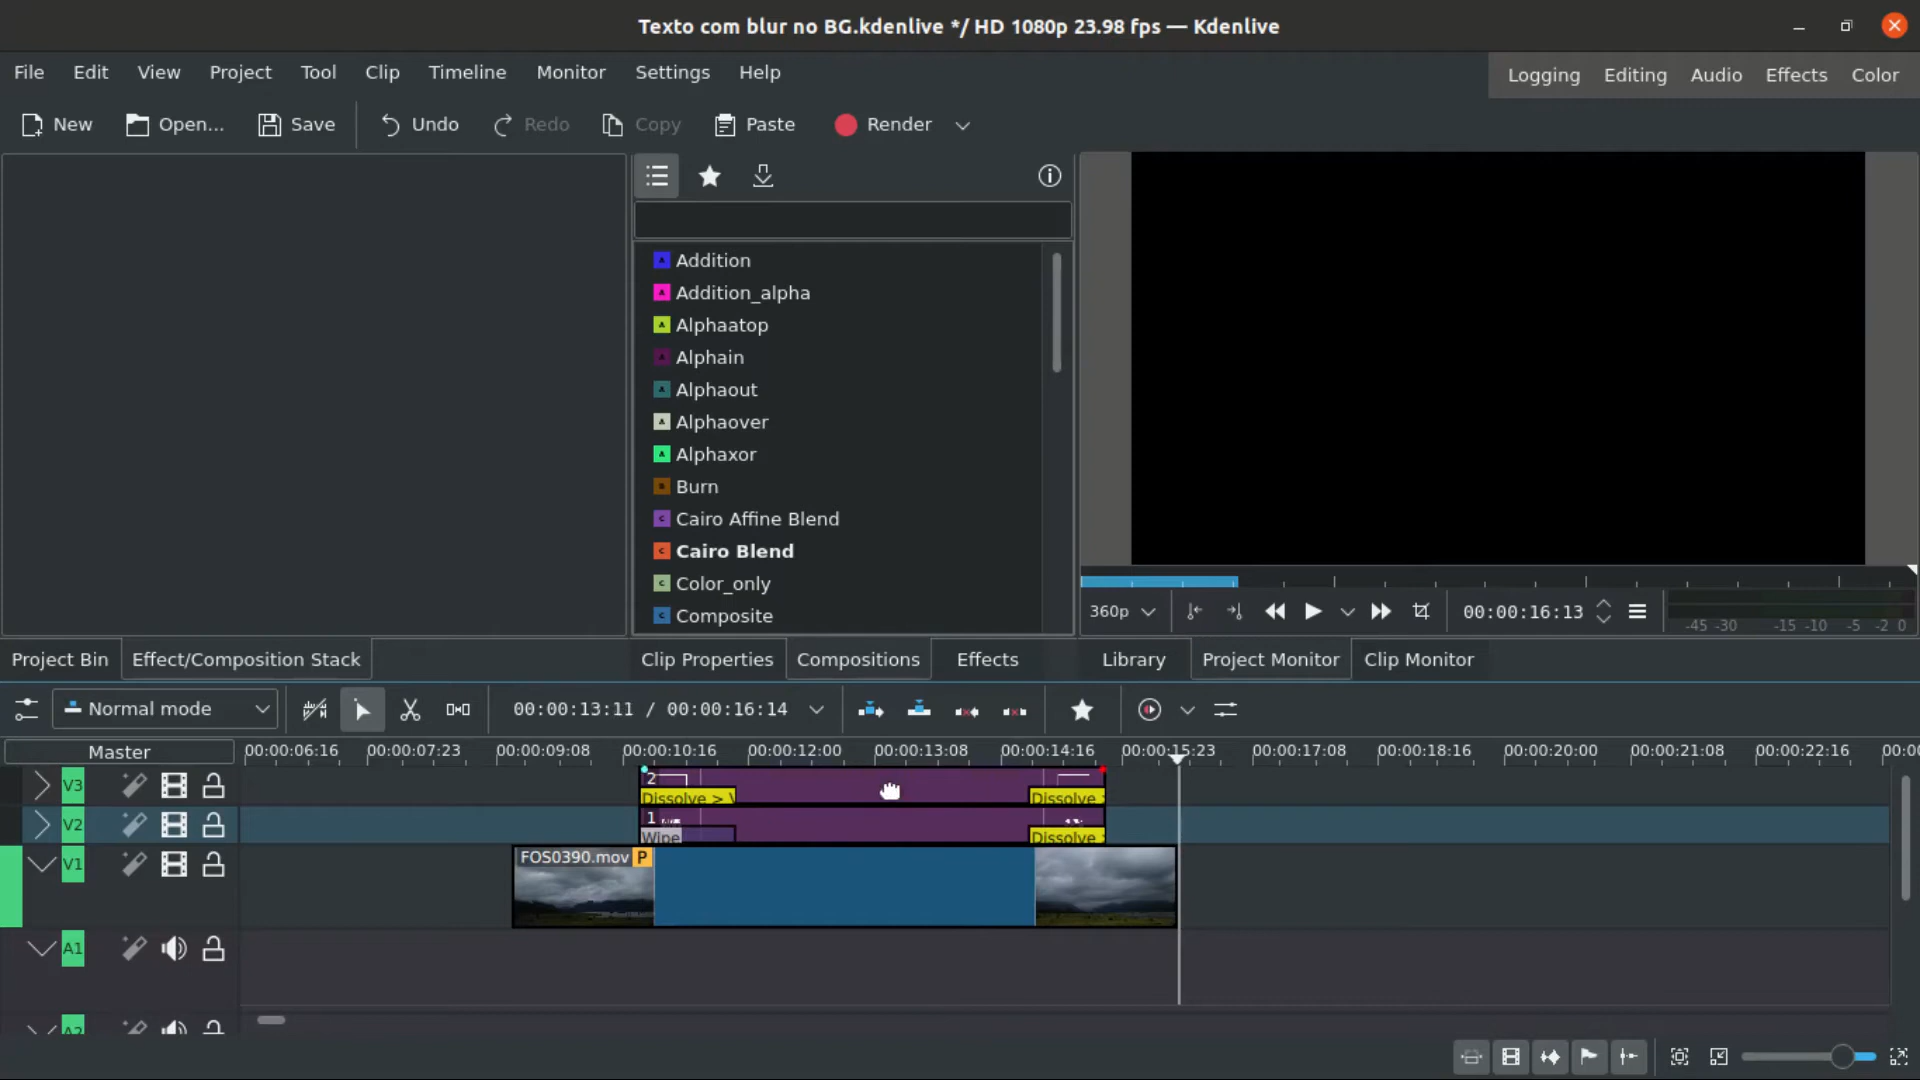 Texto com blur no BG.kdenlive */ HD 1080p 23.98 fps — Kdenlive
File Edit View Project Tool Clip Timeline Monitor Settings Help
Logging Editing Audio Effects Color
New Open... Save Undo Redo Copy Paste Render
Addition
Addition_alpha
Alphaatop
Alphain
Alphaout
Alphaover
Alphaxor
Burn
Cairo Affine Blend
Cairo Blend
Color_only
Composite
360p 00:00:16:13
-45 -30 -15 -10 -5 -2 0
Project Bin Effect/Composition Stack Clip Properties Compositions Effects Library Project Monitor Clip Monitor
Normal mode 00:00:13:11 / 00:00:16:14
Master 00:00:06:16 00:00:07:23 00:00:09:08 00:00:10:16 00:00:12:00 00:00:13:08 00:00:14:16 00:00:15:23 00:00:17:08 00:00:18:16 00:00:20:00 00:00:21:08 00:00:22:16 00:00
V3 2
Dissolve > Dissolve >
V2 1
Wipe Dissolve >
V1 FOS0390.mov P
A1
A2